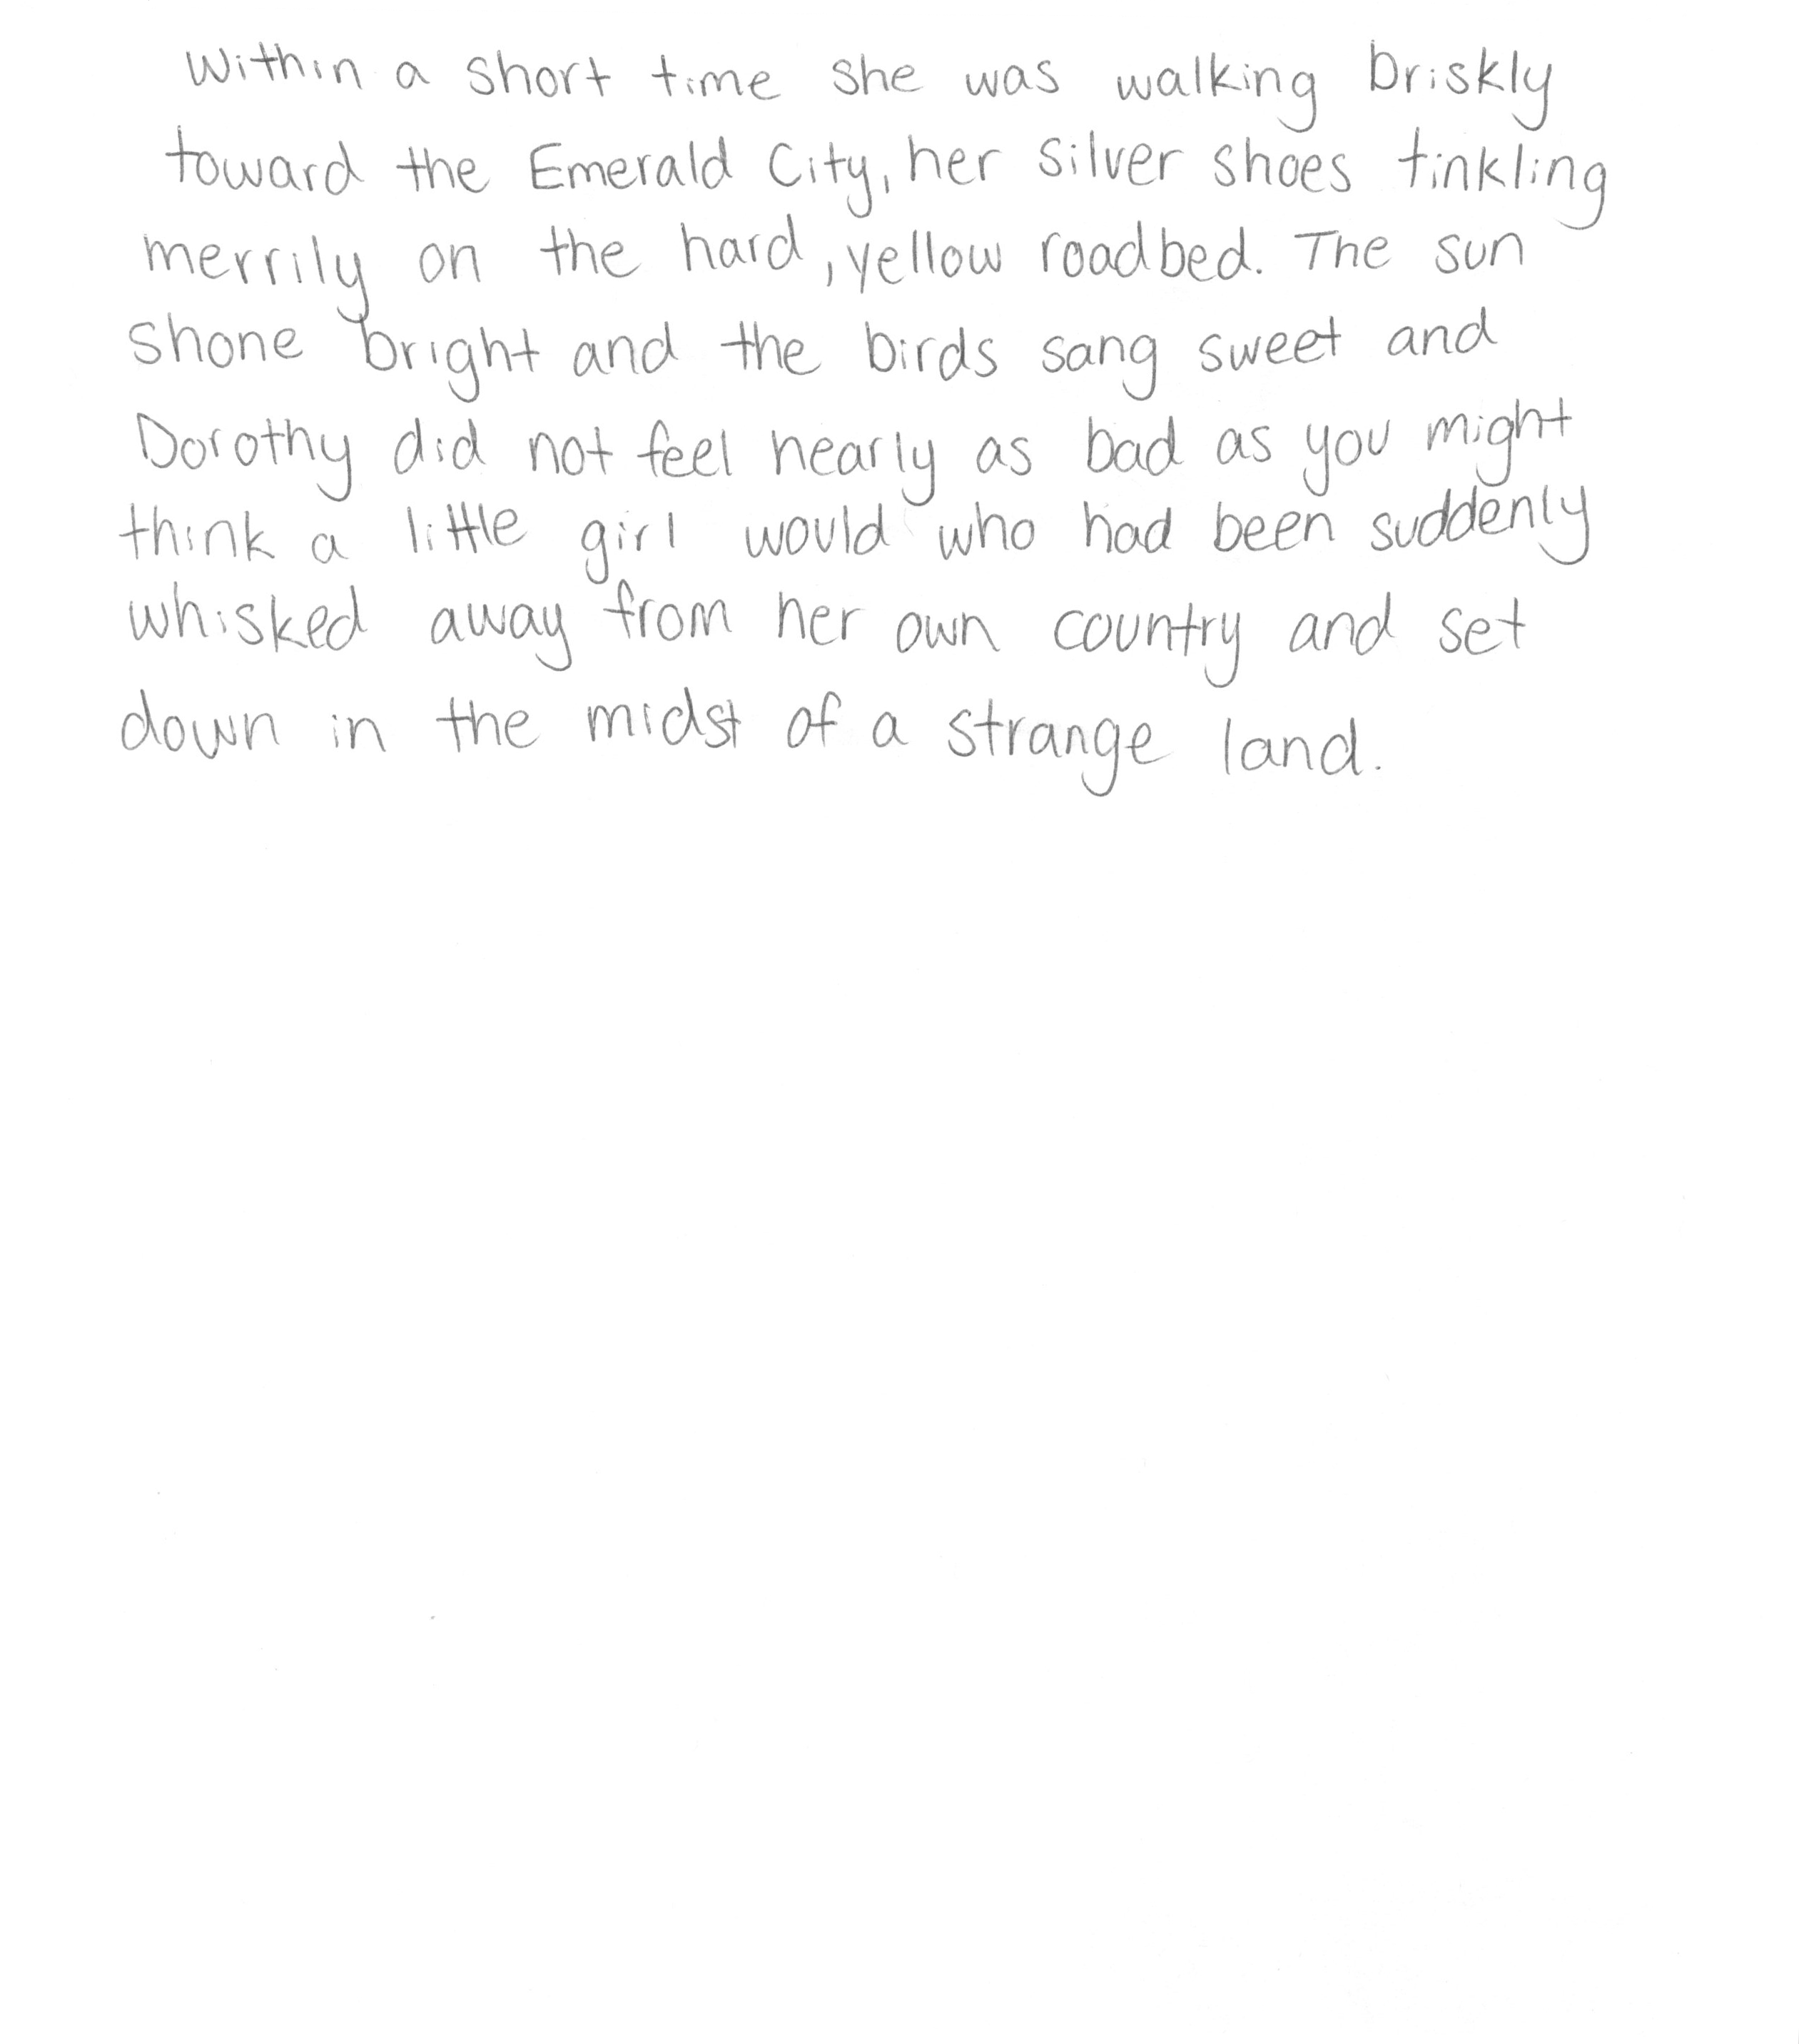 Within a short time she was walking briskly
toward the Emerald City, her silver shoes tinkling
merrily on the hard, yellow roadbed. The sun
shone bright and the birds sang sweet and
Dorothy did not feel nearly as bad as you might
think a little girl would who had been suddenly
whisked away from her own country and set
down in the midst of a strange land.